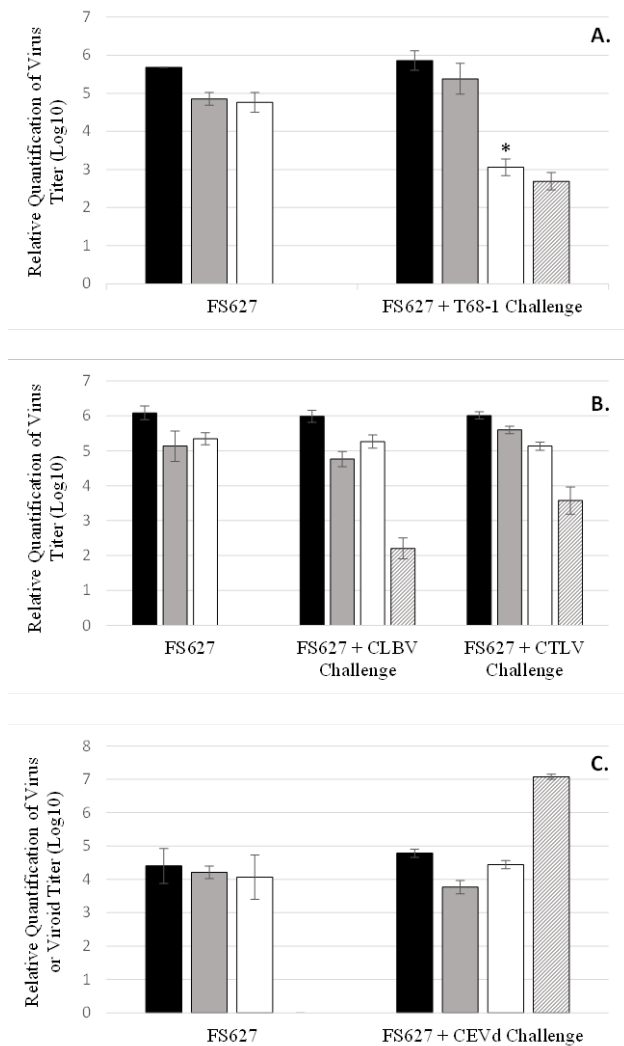 Relative Quantification of Virus
Titer (Log10)
7
6
5
4
3
2
1
0
A.
*
FS627
FS627 + T68-1 Challenge
Relative Quantification of Virus
Titer (Log10)
7
6
5
4
3
2
1
0
B.
FS627
FS627 + CLBV
Challenge
FS627 + CTLV
Challenge
Relative Quantification of Virus
or Viroid Titer (Log10)
8
7
6
5
4
3
2
1
0
C.
FS627
FS627 + CEVd Challenge